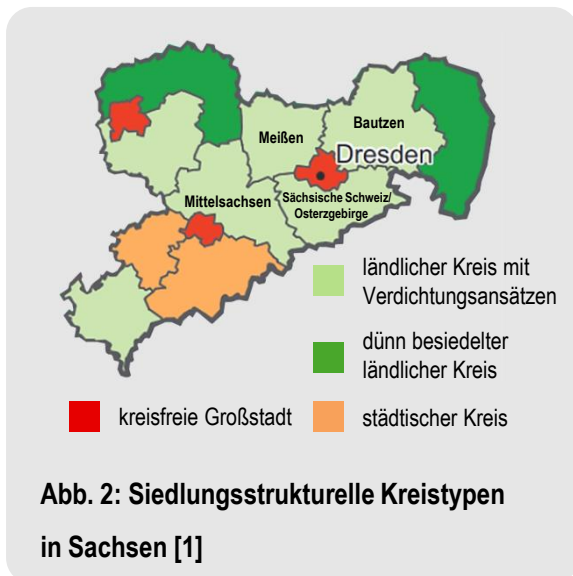 Bautzen
Meißen
Dresden
Mittelsachsen
Sächsische Schweiz/
Osterzgebirge
ländlicher Kreis mit
Verdichtungsansätzen
dünn besiedelter
ländlicher Kreis
kreisfreie Großstadt
städtischer Kreis
Abb. 2: Siedlungsstrukturelle Kreistypen
in Sachsen [1]